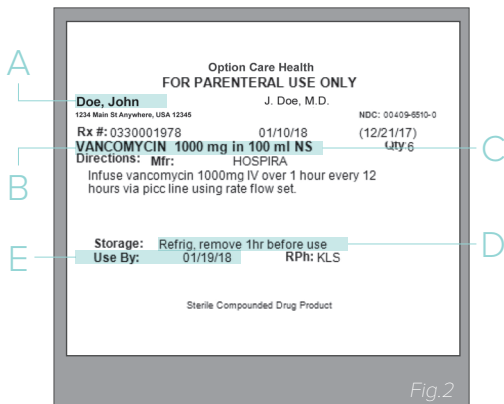 Option Care Health
FOR PARENTERAL USE ONLY
A
Doe, John J. Doe, M.D.
1234 Main St Anywhere, USA 12345 NDC: 00409-6510-0
Rx #: 0330001978 01/10/18 (12/21/17)
B VANCOMYCIN 1000 mg in 100 ml NS Qty 6 C
Directions: Mfr: HOSPIRA
Infuse vancomycin 1000mg IV over 1 hour every 12
hours via picc line using rate flow set.
Storage: Refrig, remove 1hr before use D
E Use By: 01/19/18 RPh: KLS
Sterile Compounded Drug Product
Fig.2